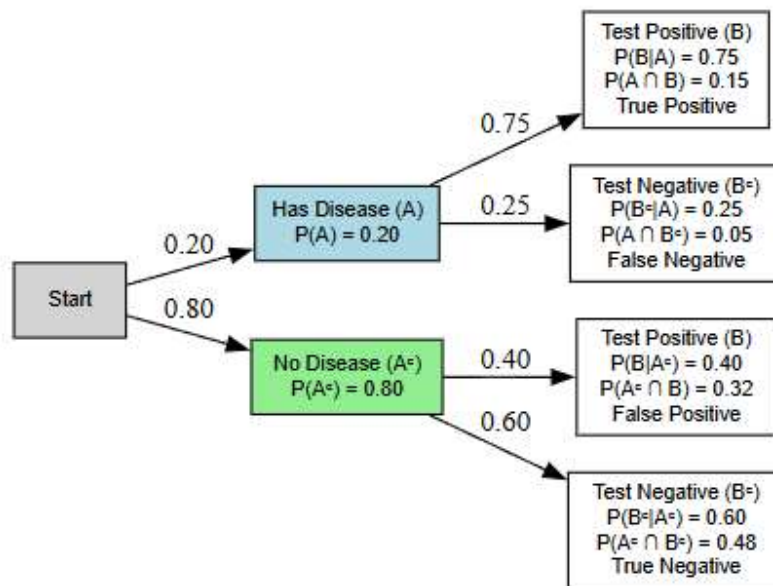 Start
0.20
0.80
Has Disease (A)
P(A) = 0.20
No Disease (Aᶜ)
P(Aᶜ) = 0.80
0.75
0.25
0.40
0.60
Test Positive (B)
P(B|A) = 0.75
P(A ∩ B) = 0.15
True Positive
Test Negative (Bᶜ)
P(Bᶜ|A) = 0.25
P(A ∩ Bᶜ) = 0.05
False Negative
Test Positive (B)
P(B|Aᶜ) = 0.40
P(Aᶜ ∩ B) = 0.32
False Positive
Test Negative (Bᶜ)
P(Bᶜ|Aᶜ) = 0.60
P(Aᶜ ∩ Bᶜ) = 0.48
True Negative